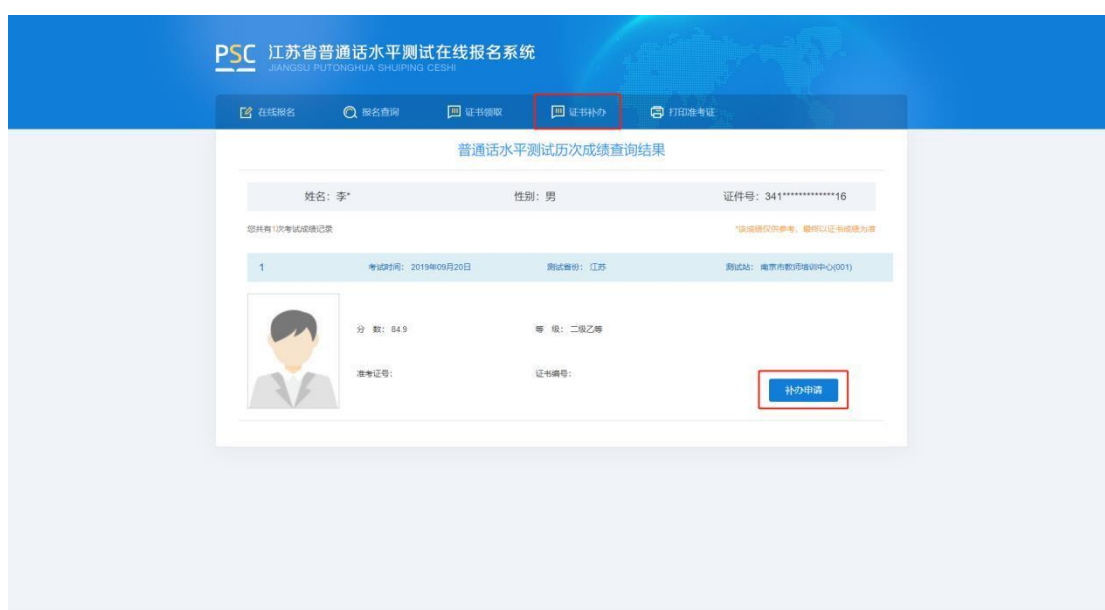 PSC 江苏省普通话水平测试在线报名系统
JIANGSU PUTONGHUA SHUIPING CESHI
在线报名 报名查询 证书领取 证书补办 打印准考证
普通话水平测试历次成绩查询结果
姓名：李* 性别：男 证件号：341*************16
您共有1次考试成绩记录 *该成绩仅供参考，最终以证书成绩为准
1 考试时间：2019年09月20日 测试省份：江苏 测试站：南京市教师培训中心(001)
分 数：84.9 等 级：二级乙等
准考证号： 证书编号：
补办申请